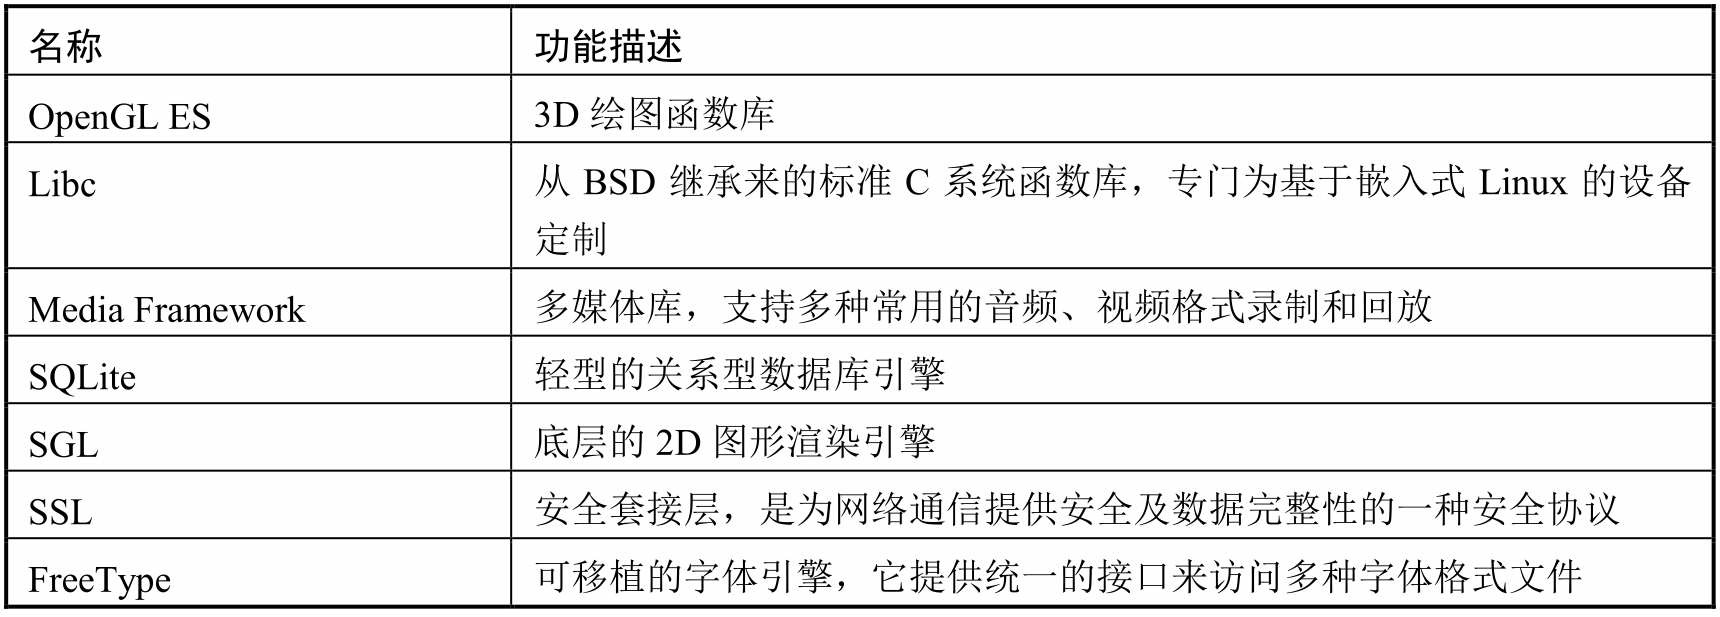 名称 功能描述
OpenGL ES 3D 绘图函数库
Libc 从 BSD 继承来的标准 C 系统函数库，专门为基于嵌入式 Linux 的设备
定制
Media Framework 多媒体库，支持多种常用的音频、视频格式录制和回放
SQLite 轻型的关系型数据库引擎
SGL 底层的 2D 图形渲染引擎
SSL 安全套接层，是为网络通信提供安全及数据完整性的一种安全协议
FreeType 可移植的字体引擎，它提供统一的接口来访问多种字体格式文件